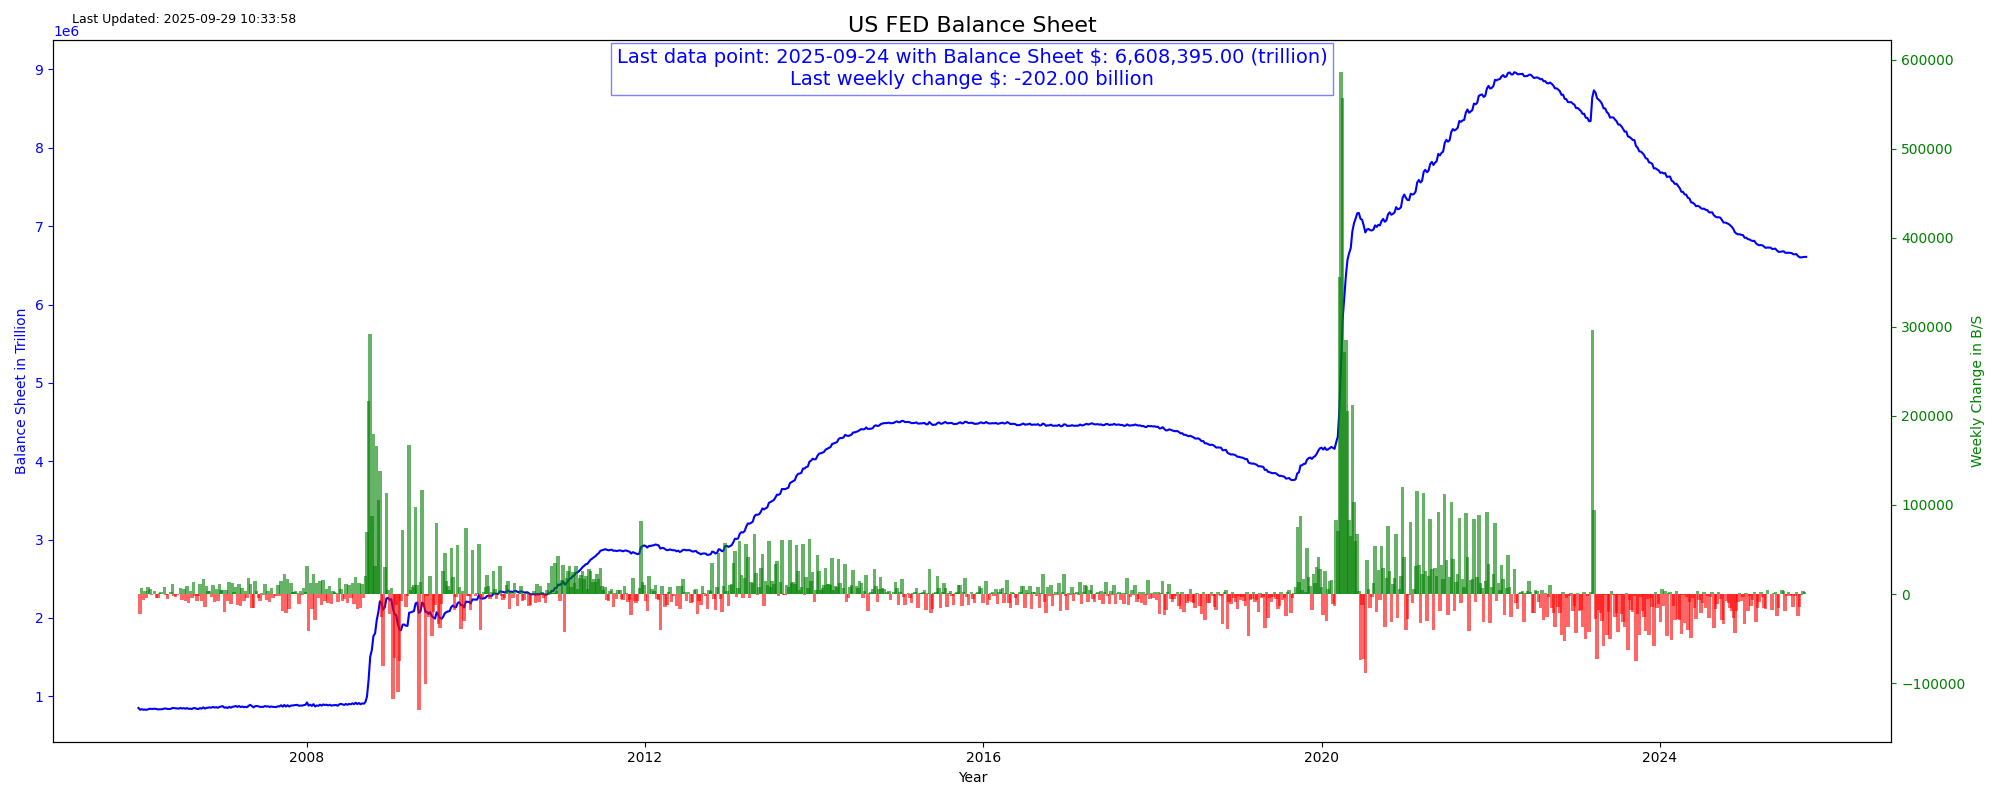 Last Updated: 2025-09-29 10:33:58
US FED Balance Sheet
1e6
Last data point: 2025-09-24 with Balance Sheet $: 6,608,395.00 (trillion)
Last weekly change $: -202.00 billion
9
8
7
6
5
4
3
2
1
Balance Sheet in Trillion
600000
500000
400000
300000
200000
100000
0
−100000
Weekly Change in B/S
2008 2012 2016 2020 2024
Year